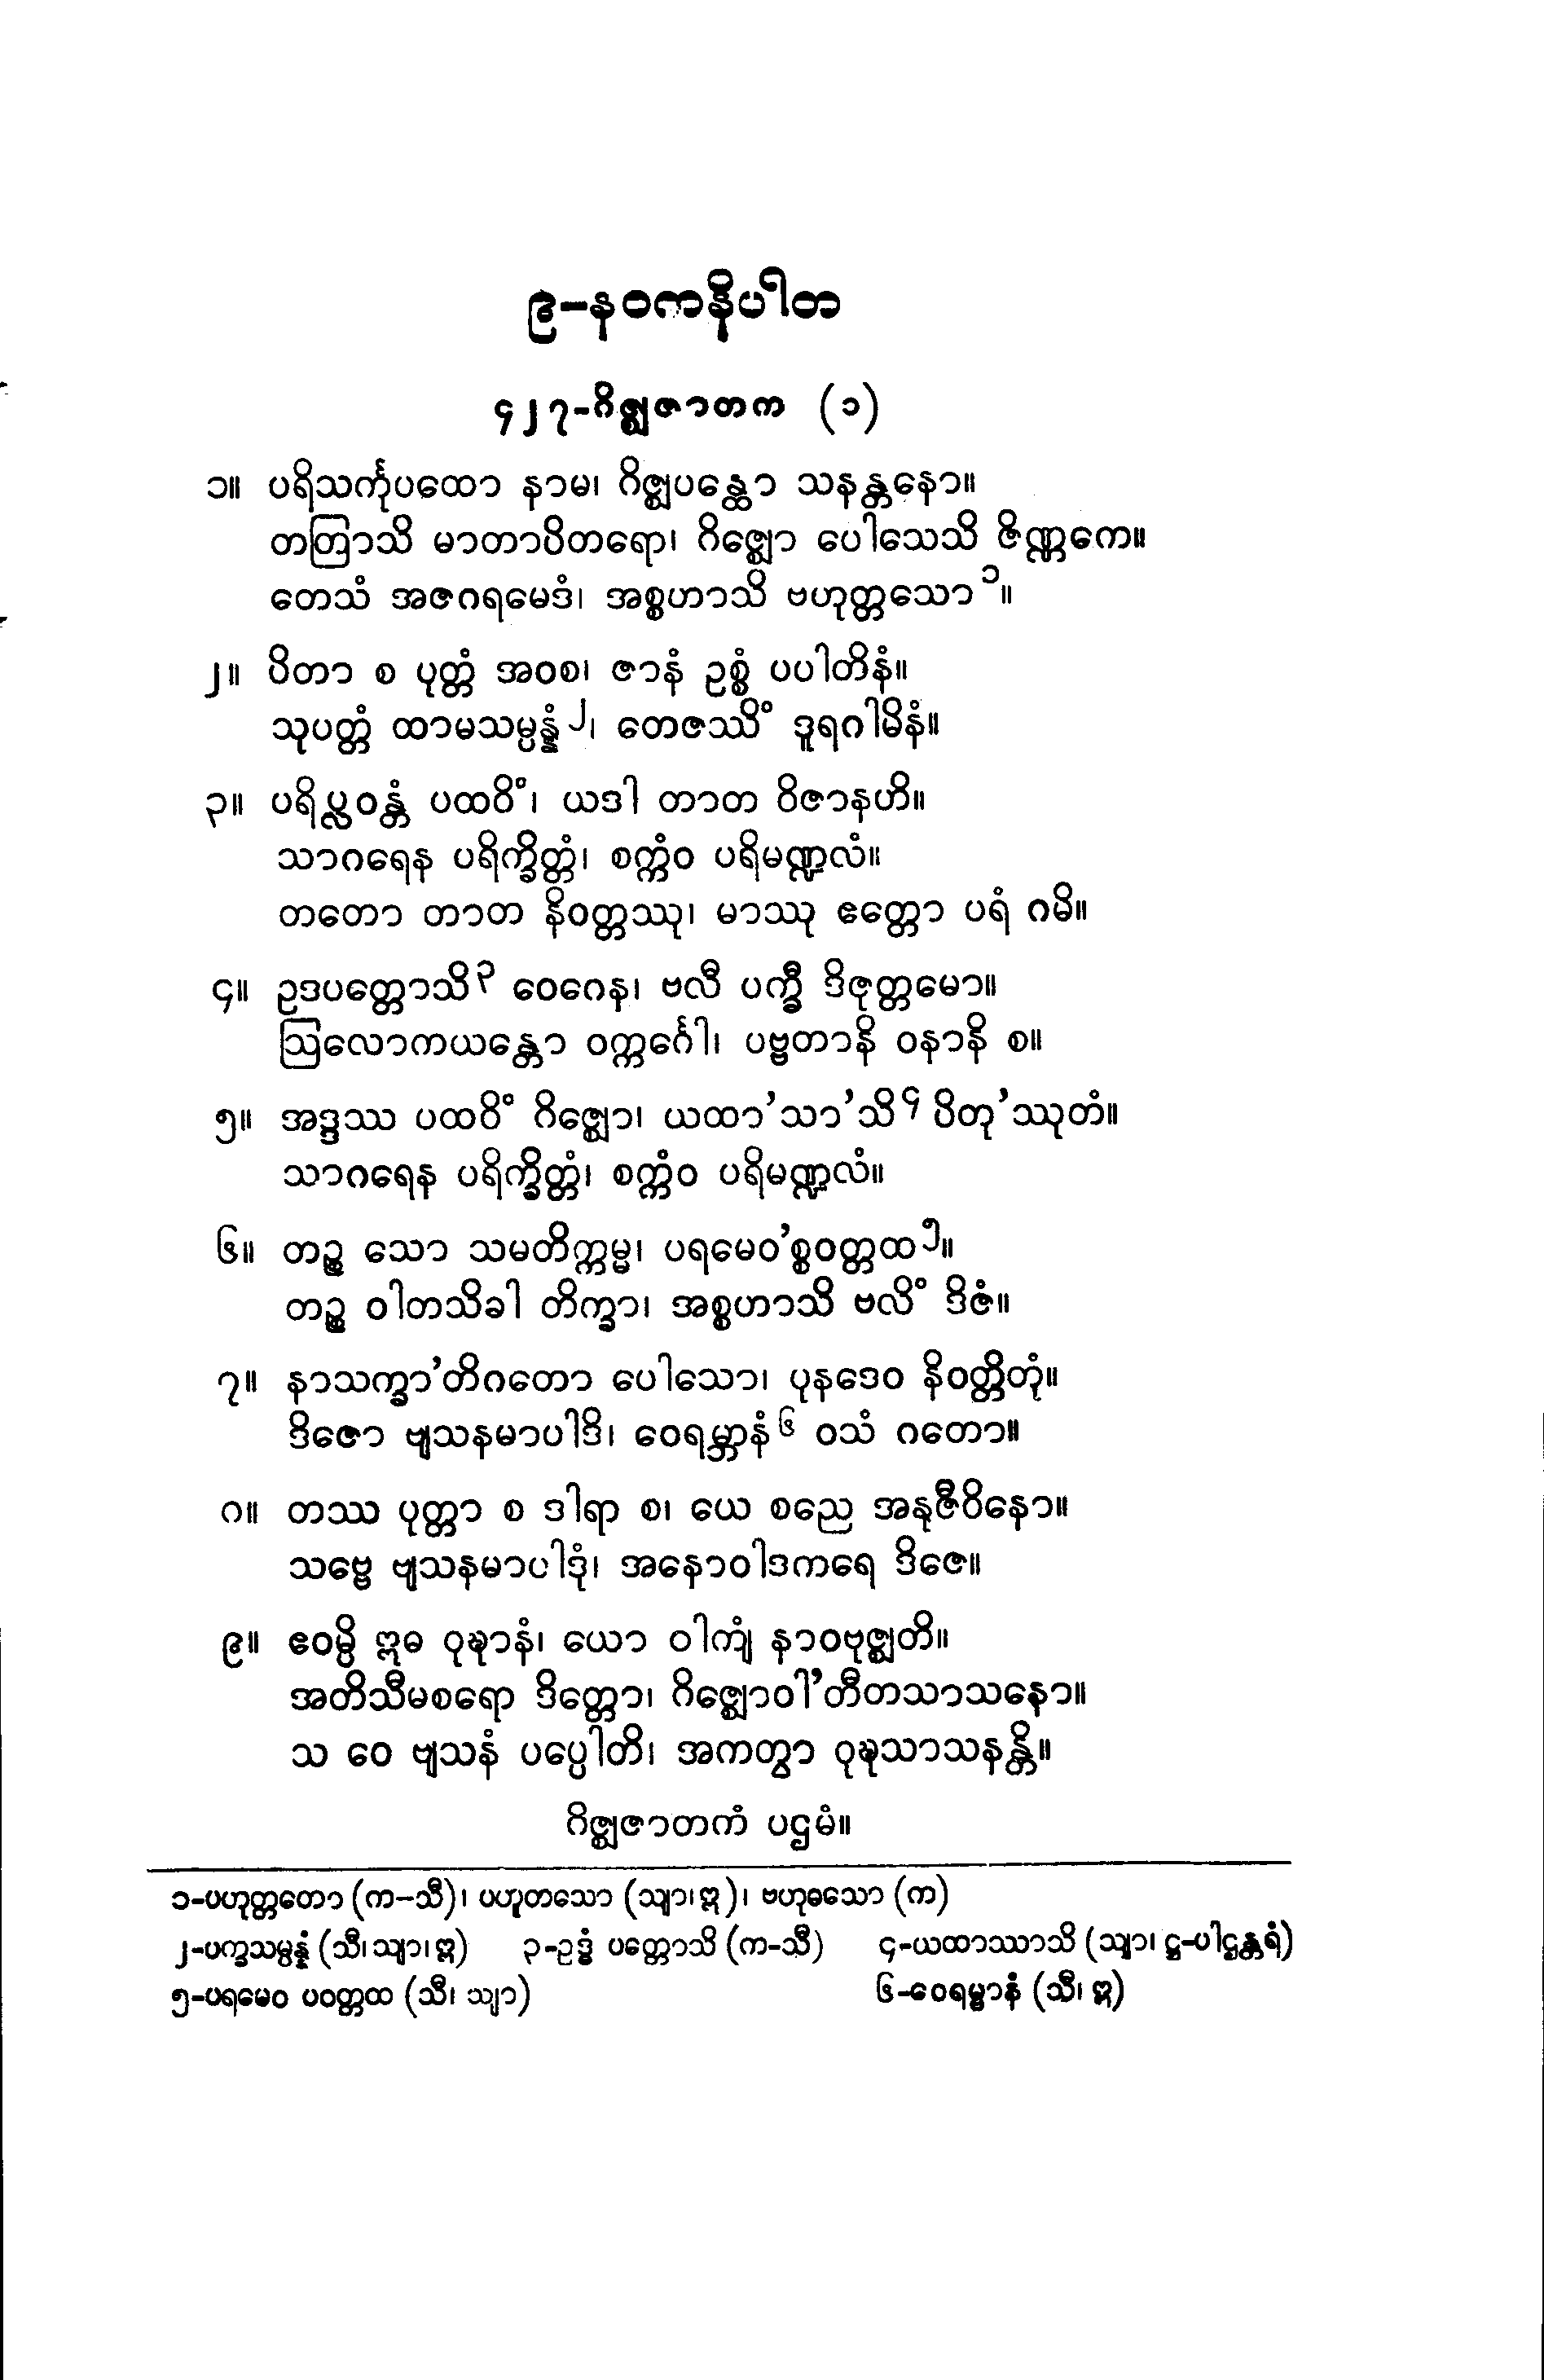 ၉-နဝကနိပါတ
၄၂၇-ဂိဇ္ဈဇာတက (၁)
၁။ ပရိသင်္ကုပထော နာမ၊ ဂိဇ္ဈပန္ထော သနန္တနော။
တတြာသိ မာတာပိတရော၊ ဂိဇ္ဈော ပေါသေသိ ဇိဏ္ဏကေ။
တေသံ အဇဂရမေဒံ၊ အစ္စဟာသိ ဗဟုတ္တသော ၁။
၂။ ပိတာ စ ပုတ္တံ အဝစ၊ ဇာနံ ဥစ္စံ ပပါတိနံ။
သုပတ္တံ ထာမသမ္ပန္နံ ၂၊ တေဇဿိံ ဒူရဂါမိနံ။
၃။ ပရိပ္လဝန္တံ ပထဝိံ၊ ယဒါ တာတ ဝိဇာနဟိ။
သာဂရေန ပရိက္ခိတ္တံ၊ စက္ကံဝ ပရိမဏ္ဍလံ။
တတော တာတ နိဝတ္တဿု၊ မာဿု ဧတ္တော ပရံ ဂမိ။
၄။ ဥဒပတ္တောသိ ၃ ဝေဂေန၊ ဗလီ ပက္ခီ ဒိဇုတ္တမော။
ဩလောကယန္တော ဝက္ကင်္ဂေါ၊ ပဗ္ဗတာနိ ဝနာနိ စ။
၅။ အဒ္ဒဿ ပထဝိံ ဂိဇ္ဈော၊ ယထာ’သာ’သိ ၄ ပိတု’ဿုတံ။
သာဂရေန ပရိက္ခိတ္တံ၊ စက္ကံဝ ပရိမဏ္ဍလံ။
၆။ တဉ္စ သော သမတိက္ကမ္မ၊ ပရမေဝ’စ္စဝတ္တထ ၅။
တဉ္စ ဝါတသိခါ တိက္ခာ၊ အစ္စဟာသိ ဗလိံ ဒိဇံ။
၇။ နာသက္ခာ’တိဂတော ပေါသော၊ ပုနဒေဝ နိဝတ္တိတုံ။
ဒိဇော ဗျသနမာပါဒိ၊ ဝေရမ္ဘာနံ ၆ ဝသံ ဂတော။
၈။ တဿ ပုတ္တာ စ ဒါရာ စ၊ ယေ စညေ အနုဇီဝိနော။
သဗ္ဗေ ဗျသနမာပါဒုံ၊ အနောဝါဒကရေ ဒိဇေ။
၉။ ဧဝမ္ပိ ဣဓ ဝုဍ္ဎာနံ၊ ယော ဝါကျံ နာဝဗုဇ္ဈတိ။
အတိသီမစရော ဒိတ္တော၊ ဂိဇ္ဈောဝါ’တီတသာသနော။
သ ဝေ ဗျသနံ ပပ္ပေါတိ၊ အကတွာ ဝုဍ္ဎသာသနန္တိ။
ဂိဇ္ဈဇာတကံ ပဌမံ။
၁-ပဟုတ္တတော (က-သီ)၊ ပဟူတသော (သျာ၊ ဣ)၊ ဗဟုဓသော (က)
၂-ပက္ခသမ္ပန္နံ (သီ၊ သျာ၊ ဣ) ၃-ဥဒ္ဓံ ပတ္တောသိ (က-သီ) ၄-ယထာဿာသိ (သျာ၊ ဋ္ဌ-ပါဌန္တရံ)
၅-ပရမေဝ ပဝတ္တထ (သီ၊ သျာ) ၆-ဝေရမ္ဗာနံ (သီ၊ ဣ)